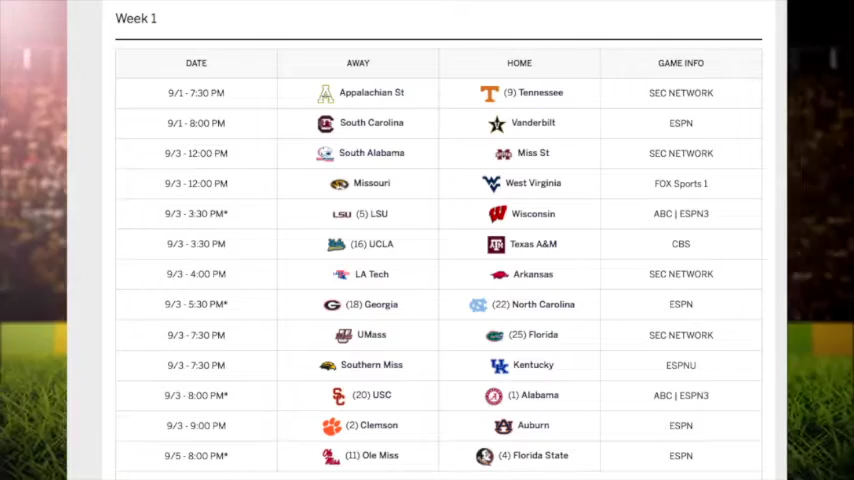 Week 1
DATE AWAY HOME GAME INFO
9/1 - 7:30 PM Appalachian St (9) Tennessee SEC NETWORK
9/1 - 8:00 PM South Carolina Vanderbilt ESPN
9/3 - 12:00 PM South Alabama Miss St SEC NETWORK
9/3 - 12:00 PM Missouri West Virginia FOX Sports 1
9/3 - 3:30 PM* LSU (5) LSU Wisconsin ABC | ESPN3
9/3 - 3:30 PM (16) UCLA Texas A&M CBS
9/3 - 4:00 PM LA Tech Arkansas SEC NETWORK
9/3 - 5:30 PM* (18) Georgia (22) North Carolina ESPN
9/3 - 7:30 PM UMass (25) Florida SEC NETWORK
9/3 - 7:30 PM Southern Miss Kentucky ESPNU
9/3 - 8:00 PM* (20) USC (1) Alabama ABC | ESPN3
9/3 - 9:00 PM (2) Clemson Auburn ESPN
9/5 - 8:00 PM* Ole Miss (11) Ole Miss (4) Florida State ESPN